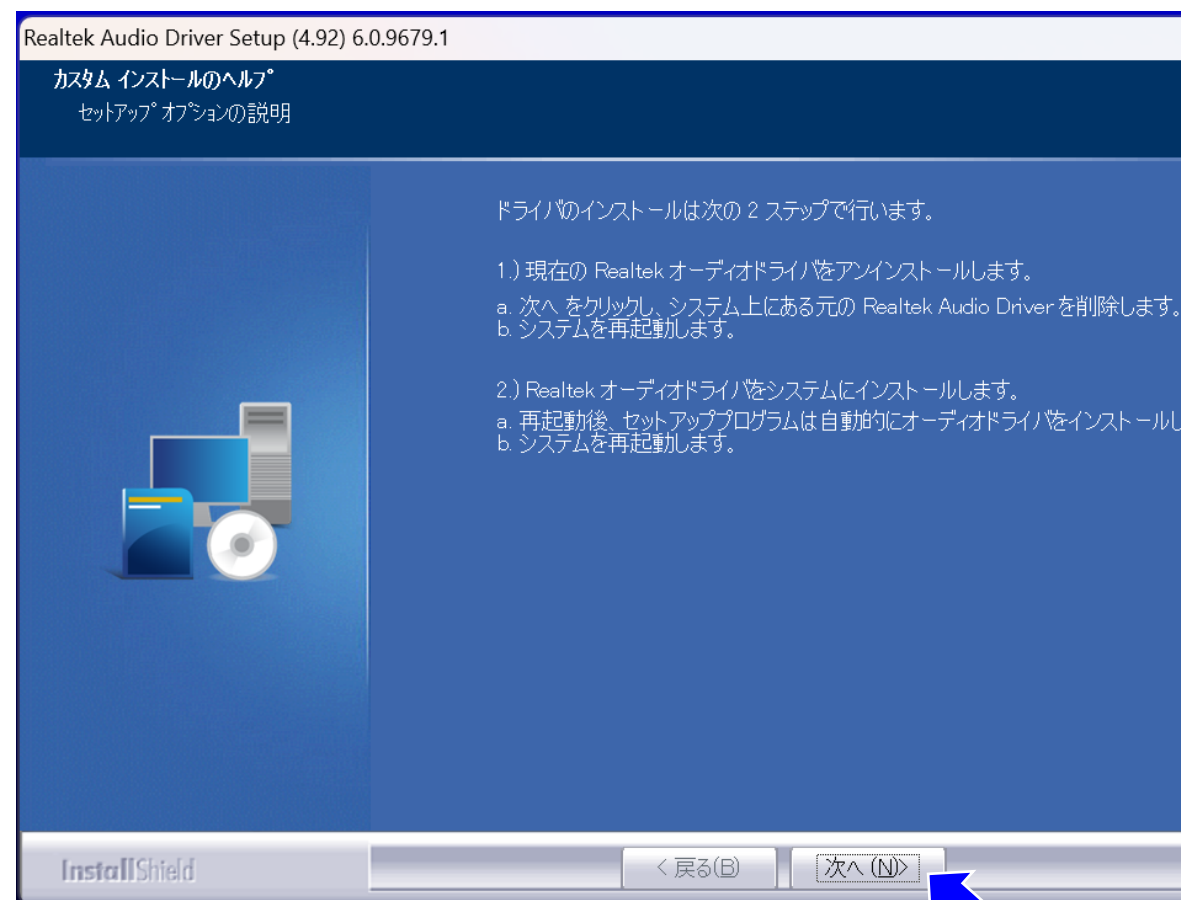 Realtek Audio Driver Setup (4.92) 6.0.9679.1
カスタム インストールのヘルプ
セットアップ オプションの説明
ドライバのインストールは次の 2 ステップで行います。
1.) 現在の Realtek オーディオドライバをアンインストールします。
a. 次へ をクリックし、システム上にある元の Realtek Audio Driver を削除します。
b. システムを再起動します。
2.) Realtek オーディオドライバをシステムにインストールします。
a. 再起動後、セットアッププログラムは自動的にオーディオドライバをインストールし
b. システムを再起動します。
InstallShield
< 戻る(B)
次へ (N)>